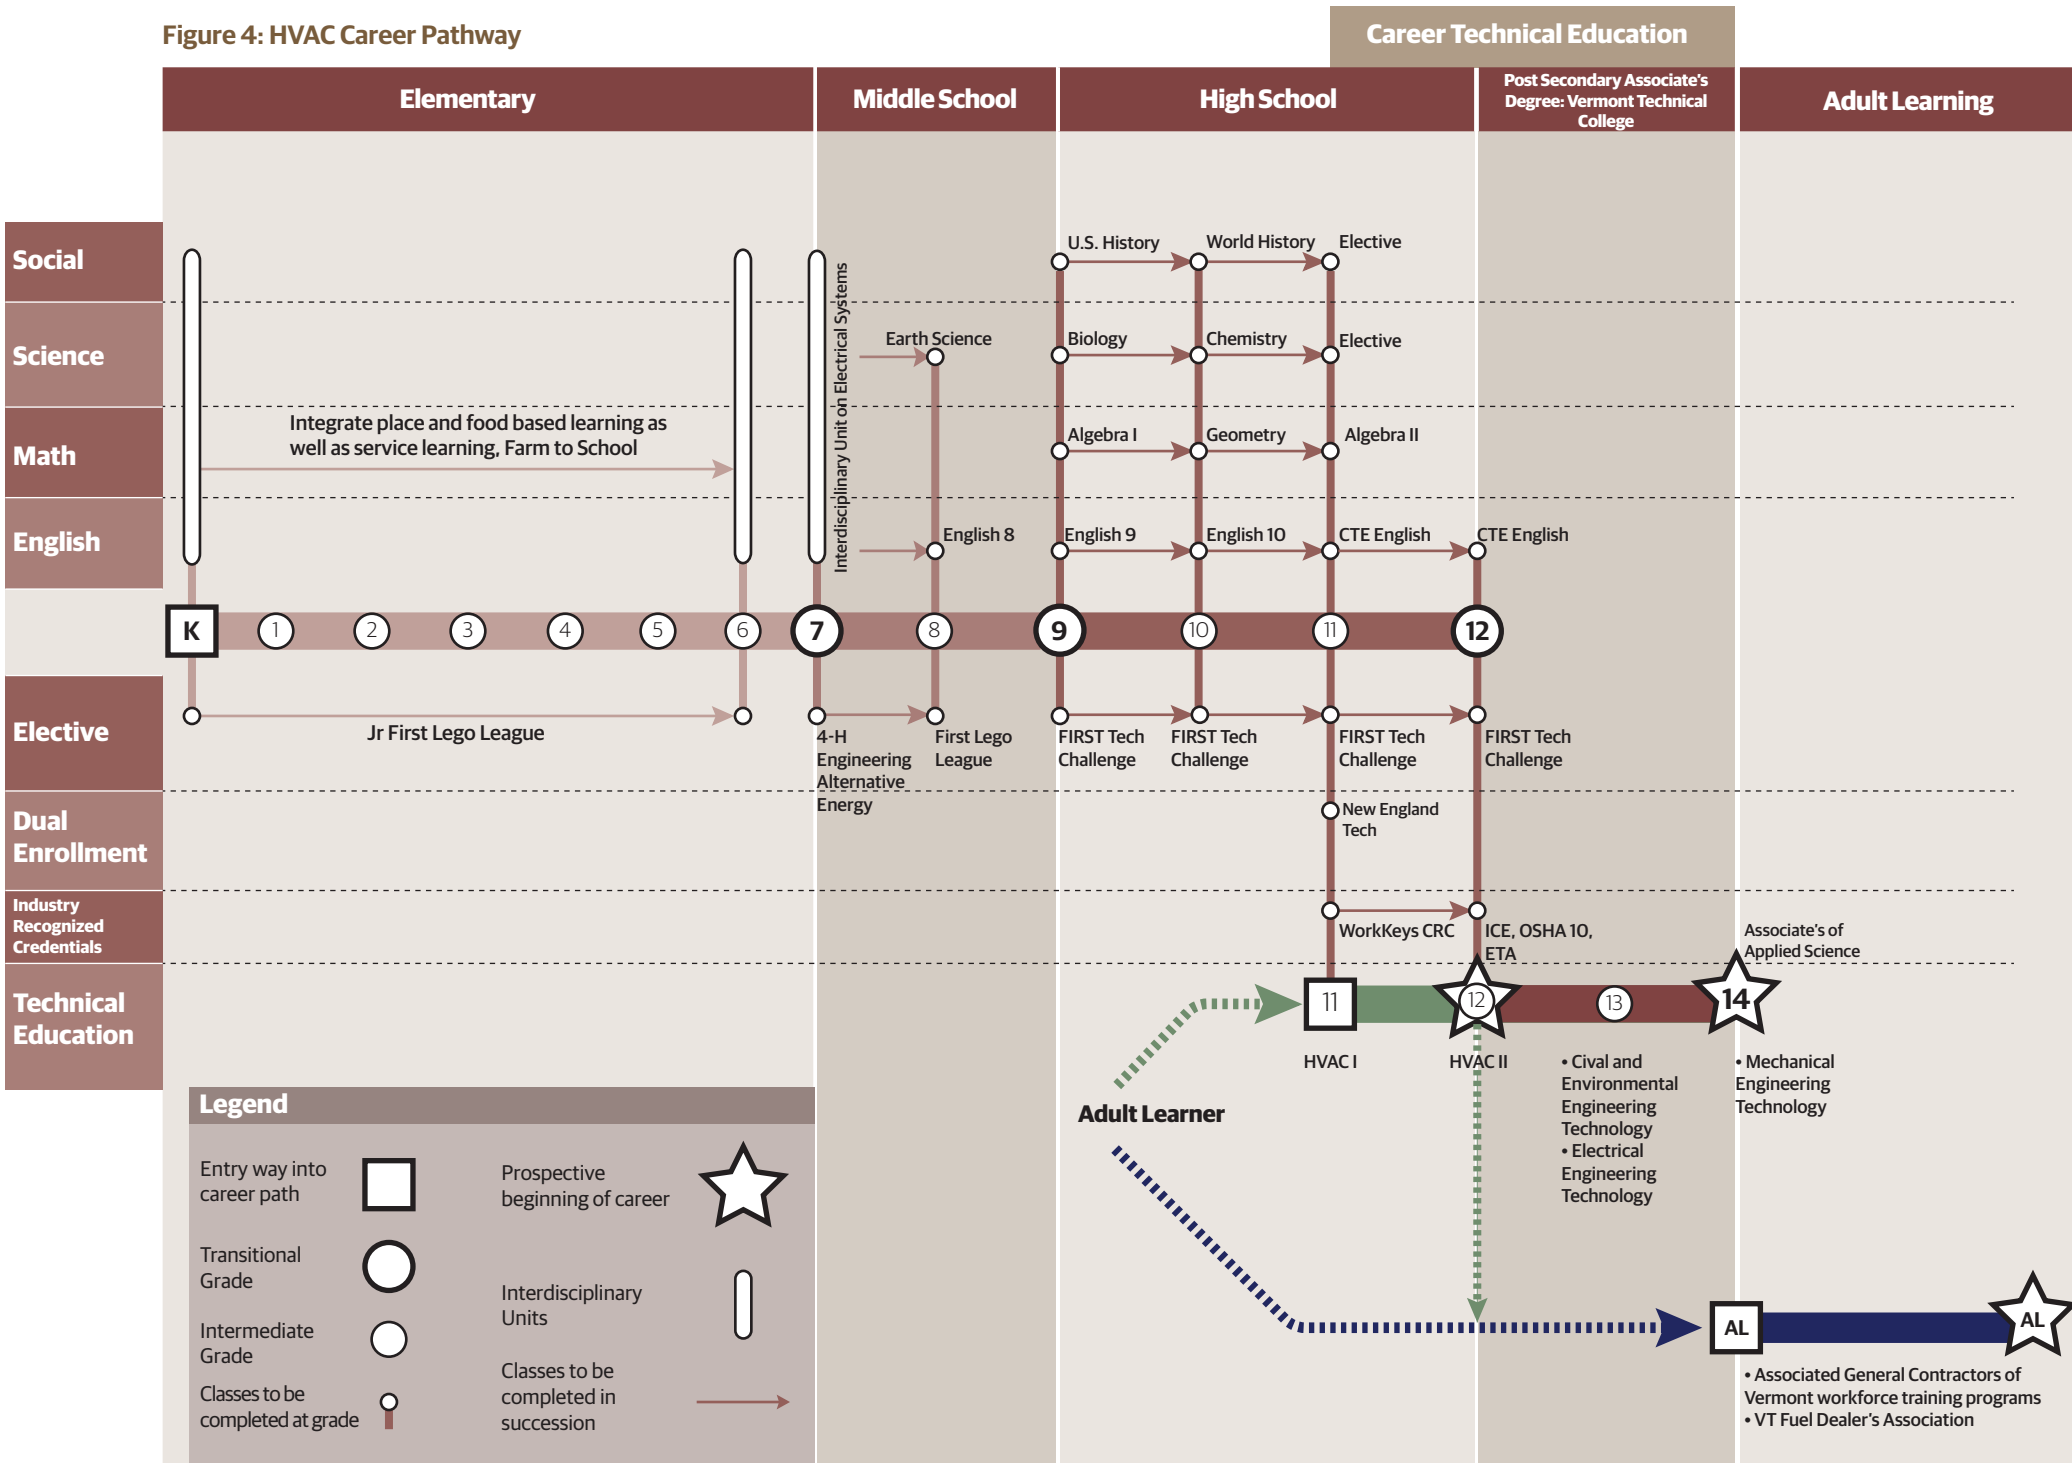 Figure 4: HVAC Career Pathway
Career Technical Education
Elementary
Middle School
High School
Post Secondary Associate's
Degree: Vermont Technical
College
Adult Learning
Social
Science
Math
English
Elective
Dual
Enrollment
Industry
Recognized
Credentials
Technical
Education
Integrate place and food based learning as
well as service learning, Farm to School
Interdisciplinary Unit on Electrical Systems
Earth Science
English 8
U.S. History
World History
Elective
Biology
Chemistry
Elective
Algebra I
Geometry
Algebra II
English 9
English 10
CTE English
CTE English
K
1
2
3
4
5
6
7
8
9
10
11
12
Jr First Lego League
4-H
Engineering
Alternative
Energy
First Lego
League
FIRST Tech
Challenge
FIRST Tech
Challenge
FIRST Tech
Challenge
FIRST Tech
Challenge
New England
Tech
WorkKeys CRC
ICE, OSHA 10,
ETA
Associate's of
Applied Science
11
12
13
14
HVAC I
HVAC II
• Cival and
Environmental
Engineering
Technology
• Electrical
Engineering
Technology
• Mechanical
Engineering
Technology
Adult Learner
AL
AL
• Associated General Contractors of
Vermont workforce training programs
• VT Fuel Dealer's Association
Legend
Entry way into
career path
Transitional
Grade
Intermediate
Grade
Classes to be
completed at grade
Prospective
beginning of career
Interdisciplinary
Units
Classes to be
completed in
succession